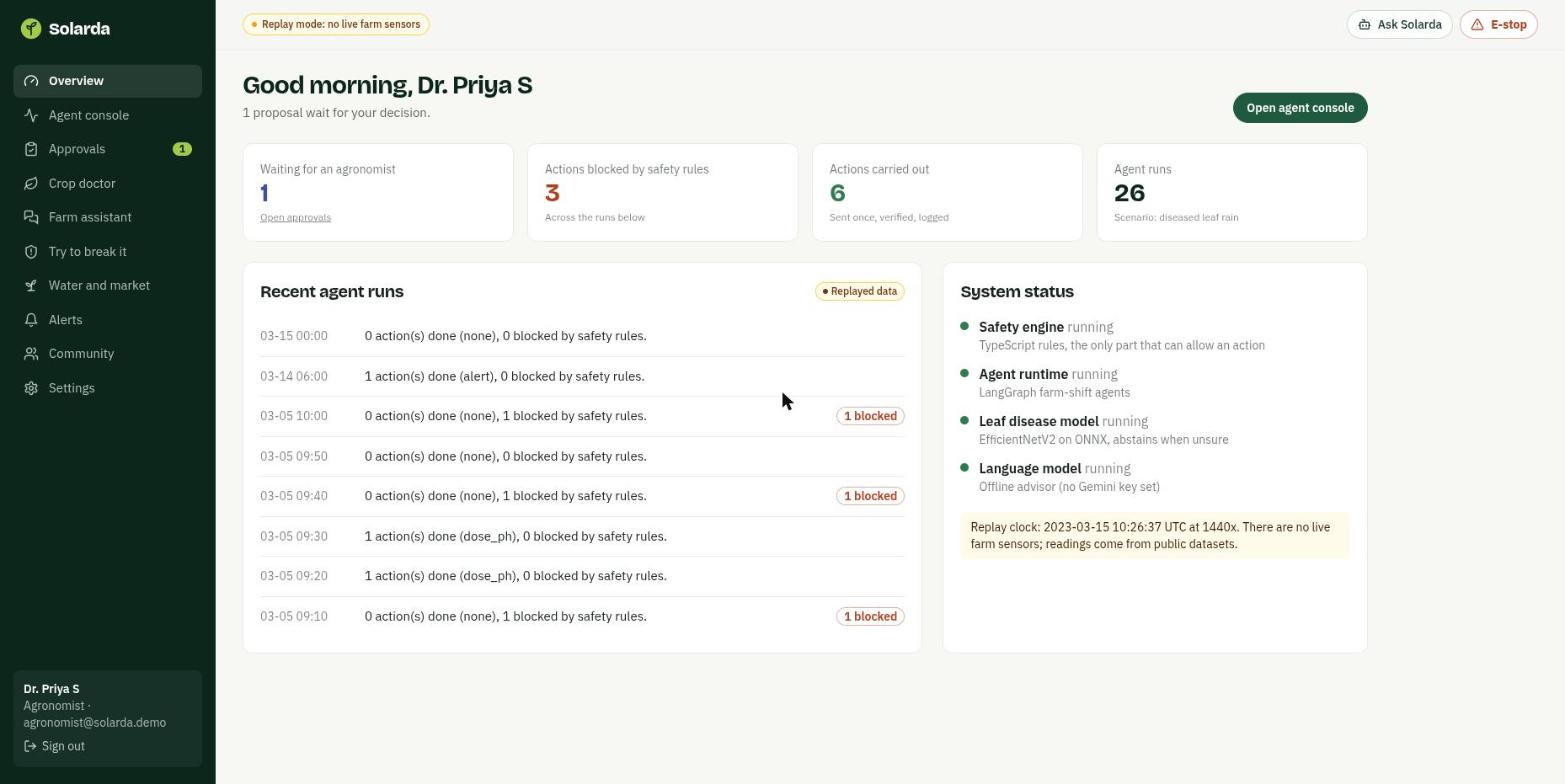 Solarda
Overview
Agent console
Approvals 1
Crop doctor
Farm assistant
Try to break it
Water and market
Alerts
Community
Settings
Dr. Priya S
Agronomist ·
agronomist@solarda.demo
Sign out
Replay mode: no live farm sensors
Ask Solarda
E-stop
Good morning, Dr. Priya S
1 proposal wait for your decision.
Open agent console
Waiting for an agronomist
1
Open approvals
Actions blocked by safety rules
3
Across the runs below
Actions carried out
6
Sent once, verified, logged
Agent runs
26
Scenario: diseased leaf rain
Recent agent runs
Replayed data
03-15 00:00 0 action(s) done (none), 0 blocked by safety rules.
03-14 06:00 1 action(s) done (alert), 0 blocked by safety rules.
03-05 10:00 0 action(s) done (none), 1 blocked by safety rules. 1 blocked
03-05 09:50 0 action(s) done (none), 0 blocked by safety rules.
03-05 09:40 0 action(s) done (none), 1 blocked by safety rules. 1 blocked
03-05 09:30 1 action(s) done (dose_ph), 0 blocked by safety rules.
03-05 09:20 1 action(s) done (dose_ph), 0 blocked by safety rules.
03-05 09:10 0 action(s) done (none), 1 blocked by safety rules. 1 blocked
System status
Safety engine running
TypeScript rules, the only part that can allow an action
Agent runtime running
LangGraph farm-shift agents
Leaf disease model running
EfficientNetV2 on ONNX, abstains when unsure
Language model running
Offline advisor (no Gemini key set)
Replay clock: 2023-03-15 10:26:37 UTC at 1440x. There are no live
farm sensors; readings come from public datasets.